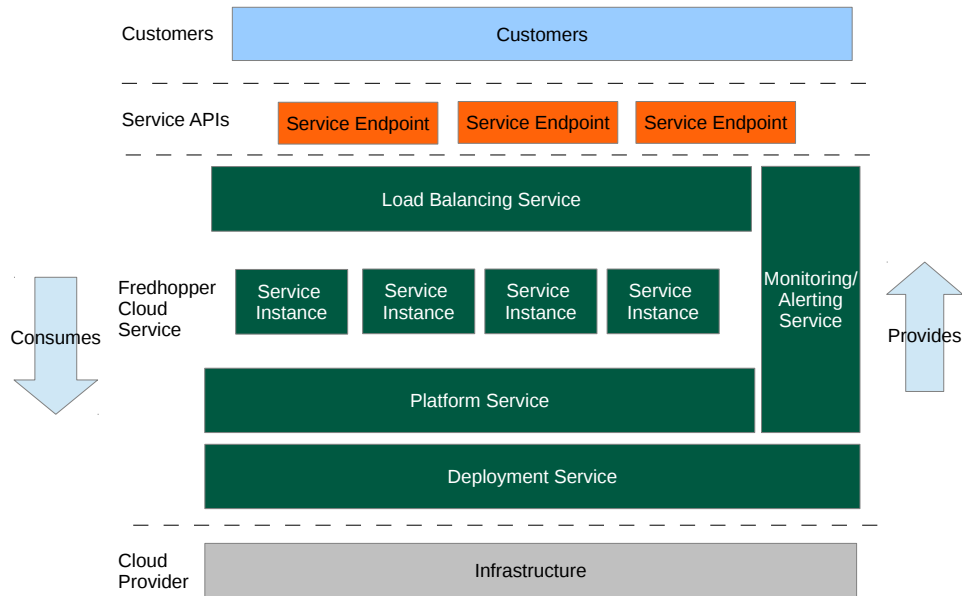 Customers
Customers
Service APIs
Service Endpoint
Service Endpoint
Service Endpoint
Load Balancing Service
Fredhopper
Cloud
Service
Service
Instance
Service
Instance
Service
Instance
Service
Instance
Monitoring/
Alerting
Service
Consumes
Provides
Platform Service
Deployment Service
Cloud
Provider
Infrastructure